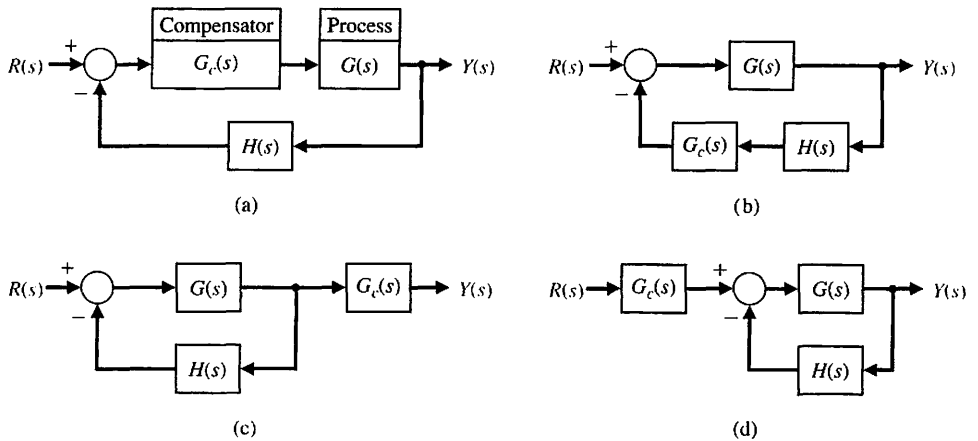 Compensator
Process
R(s)
+
−
G_c(s)
G(s)
Y(s)
H(s)
(a)
R(s)
+
−
G(s)
Y(s)
G_c(s)
H(s)
(b)
R(s)
+
−
G(s)
G_c(s)
Y(s)
H(s)
(c)
R(s)
G_c(s)
+
−
G(s)
Y(s)
H(s)
(d)